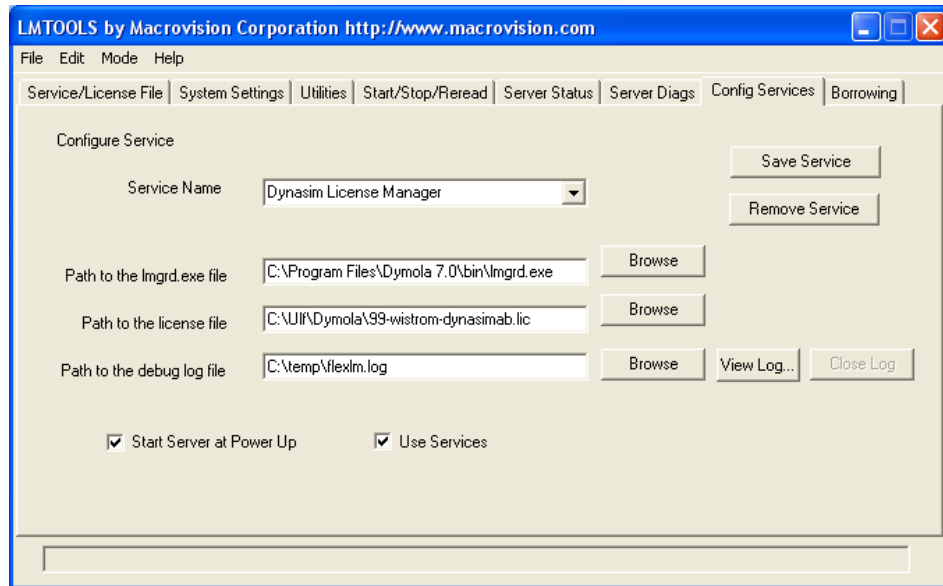 LMTOOLS by Macrovision Corporation http://www.macrovision.com
File Edit Mode Help
Service/License File System Settings Utilities Start/Stop/Reread Server Status Server Diags Config Services Borrowing
Configure Service
Save Service
Service Name Dynasim License Manager
Remove Service
Path to the lmgrd.exe file C:\Program Files\Dymola 7.0\bin\lmgrd.exe Browse
Path to the license file C:\Ulf\Dymola\99-wistrom-dynasimab.lic Browse
Path to the debug log file C:\temp\flexlm.log Browse View Log... Close Log
Start Server at Power Up Use Services